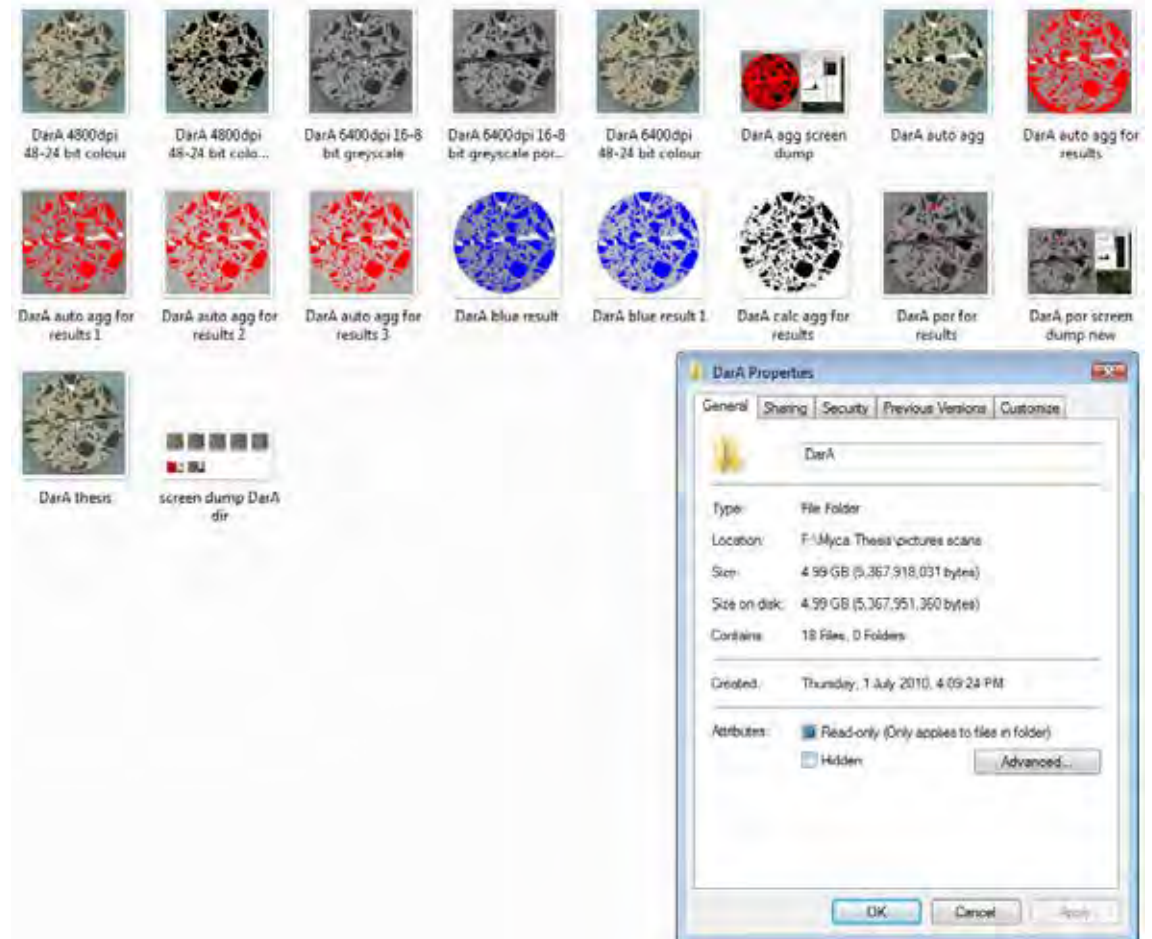 DarA 4800dpi
48-24 bit colour
DarA 4800dpi
48-24 bit colo...
DarA 6400dpi 16-8
bit greyscale
DarA 6400dpi 16-8
bit greyscale por...
DarA 6400dpi
48-24 bit colour
DarA agg screen
dump
DarA auto agg
DarA auto agg for
results
DarA auto agg for
results 1
DarA auto agg for
results 2
DarA auto agg for
results 3
DarA blue result
DarA blue result 1
DarA calc agg for
results
DarA por for
results
DarA por screen
dump new
DarA thesis
screen dump DarA
dir
DarA Properties
General Sharing Security Previous Versions Customize
DarA
Type: File Folder
Location: F:\Myca Thesis\pictures scans
Size: 4.99 GB (5,367,918,031 bytes)
Size on disk: 4.99 GB (5,367,951,360 bytes)
Contains: 18 Files, 0 Folders
Created: Thursday, 1 July 2010, 4:09:24 PM
Attributes: Read-only (Only applies to files in folder)
Hidden
Advanced...
OK Cancel Apply